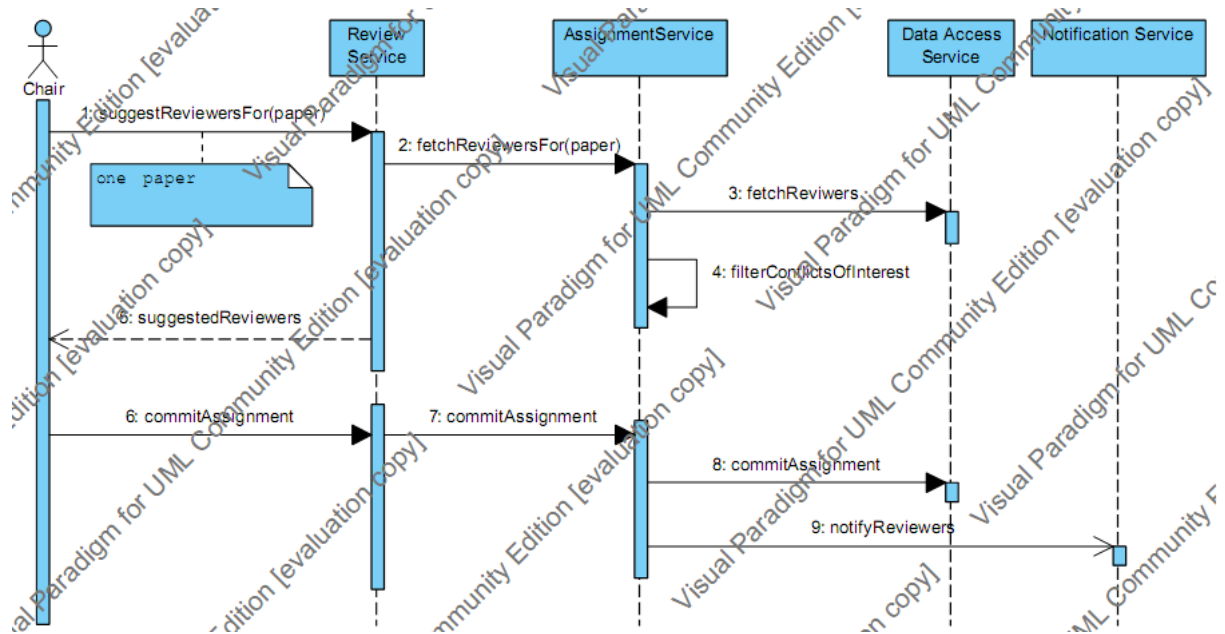 Review
Service
AssignmentService
Data Access
Service
Notification Service
Chair
1: suggestReviewersFor(paper)
one paper
2: fetchReviewersFor(paper)
3: fetchReviwers
4: filterConflictsOfInterest
5: suggestedReviewers
6: commitAssignment
7: commitAssignment
8: commitAssignment
9: notifyReviewers
Visual Paradigm for UML Community Edition [evaluation copy]